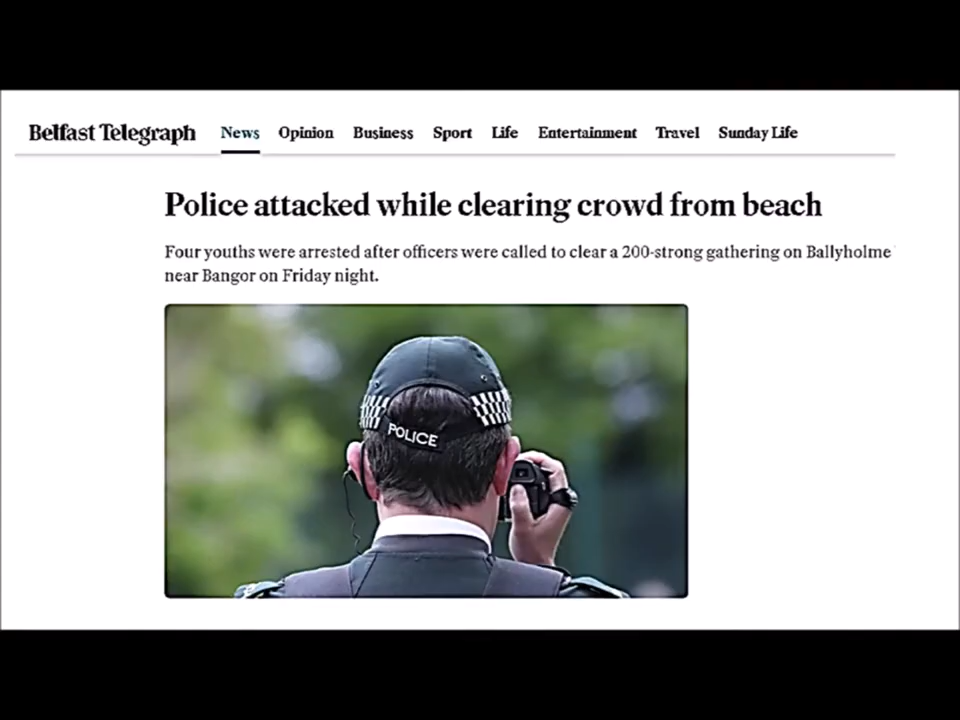 Belfast Telegraph News Opinion Business Sport Life Entertainment Travel Sunday Life
Police attacked while clearing crowd from beach
Four youths were arrested after officers were called to clear a 200-strong gathering on Ballyholme
near Bangor on Friday night.
POLICE